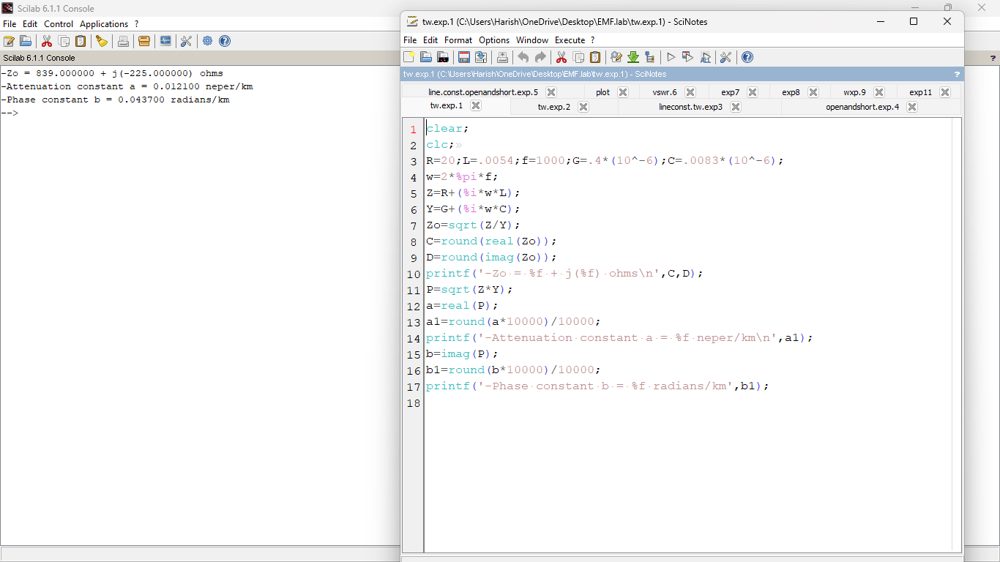 Scilab 6.1.1 Console
File Edit Control Applications ?
Scilab 6.1.1 Console
-Zo = 839.000000 + j(-225.000000) ohms
-Attenuation constant a = 0.012100 neper/km
-Phase constant b = 0.043700 radians/km
-->
tw.exp.1 (C:\Users\Harish\OneDrive\Desktop\EMF.lab\tw.exp.1) - SciNotes
File Edit Format Options Window Execute ?
tw.exp.1 (C:\Users\Harish\OneDrive\Desktop\EMF.lab\tw.exp.1) - SciNotes
line.const.openandshort.exp.5 plot vswr.6 exp7 exp8 wxp.9 exp11
tw.exp.1 tw.exp.2 lineconst.tw.exp3 openandshort.exp.4
1 clear;
2 clc;»
3 R=20;L=.0054;f=1000;G=.4*(10^-6);C=.0083*(10^-6);
4 w=2*%pi*f;
5 Z=R+(%i*w*L);
6 Y=G+(%i*w*C);
7 Zo=sqrt(Z/Y);
8 C=round(real(Zo));
9 D=round(imag(Zo));
10 printf('-Zo·=·%f·+·j(%f)·ohms\n',C,D);
11 P=sqrt(Z*Y);
12 a=real(P);
13 a1=round(a*10000)/10000;
14 printf('-Attenuation·constant·a·=·%f·neper/km\n',a1);
15 b=imag(P);
16 b1=round(b*10000)/10000;
17 printf('-Phase·constant·b·=·%f·radians/km',b1);
18